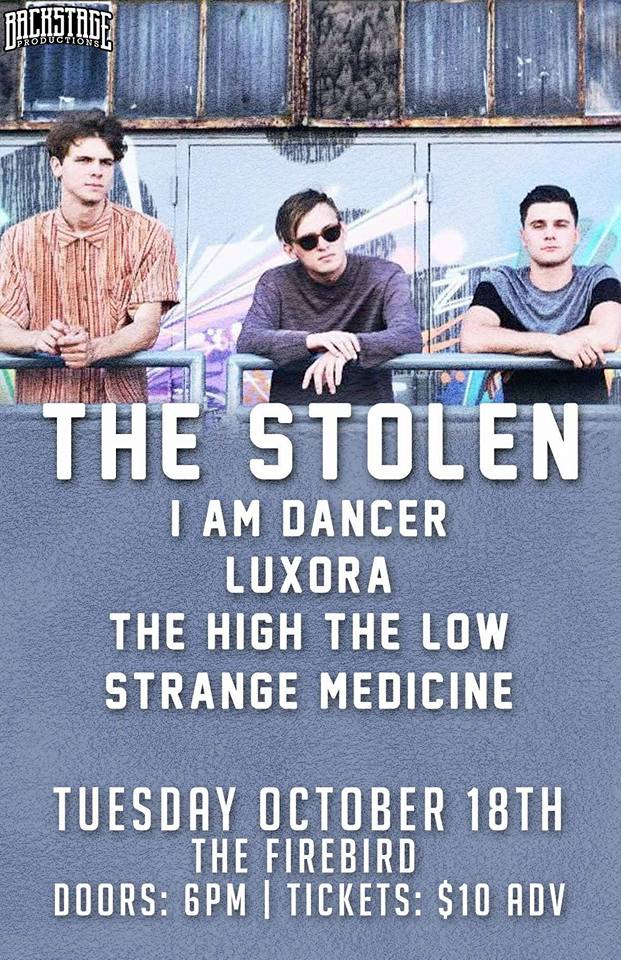 BACKSTAGE
PRODUCTIONS
THE STOLEN
I AM DANCER
LUXORA
THE HIGH THE LOW
STRANGE MEDICINE
TUESDAY OCTOBER 18TH
THE FIREBIRD
DOORS: 6PM | TICKETS: $10 ADV